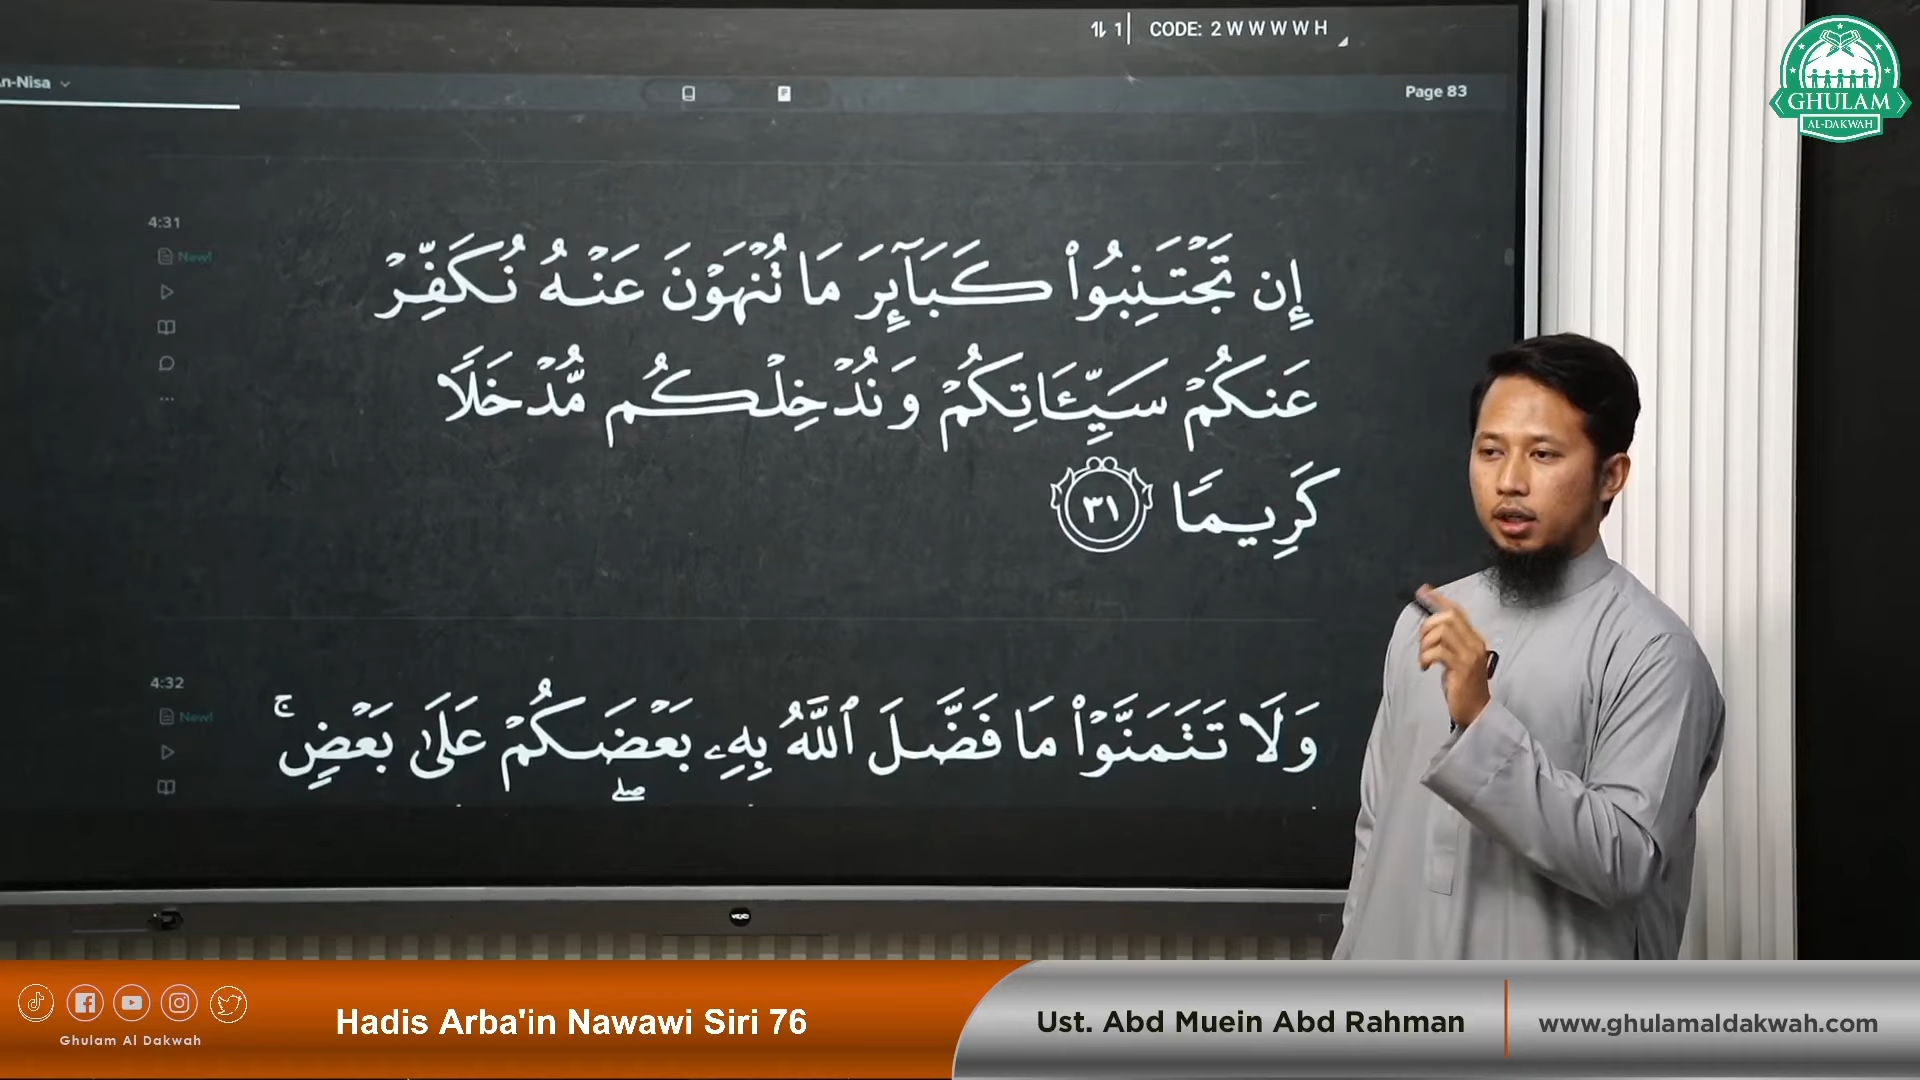 1 CODE: 2 W W W W H
n-Nisa
Page 83
GHULAM
AL-DAKWAH
4:31
New!
إِن تَجْتَنِبُوا۟ كَبَآئِرَ مَا تُنْهَوْنَ عَنْهُ نُكَفِّرْ
عَنكُمْ سَيِّـَٔاتِكُمْ وَنُدْخِلْكُم مُّدْخَلًا
كَرِيمًا ٣١
4:32
New!
وَلَا تَتَمَنَّوْا۟ مَا فَضَّلَ ٱللَّهُ بِهِۦ بَعْضَكُمْ عَلَىٰ بَعْضٍ ۚ
Ghulam Al Dakwah
Hadis Arba'in Nawawi Siri 76
Ust. Abd Muein Abd Rahman
www.ghulamaldakwah.com